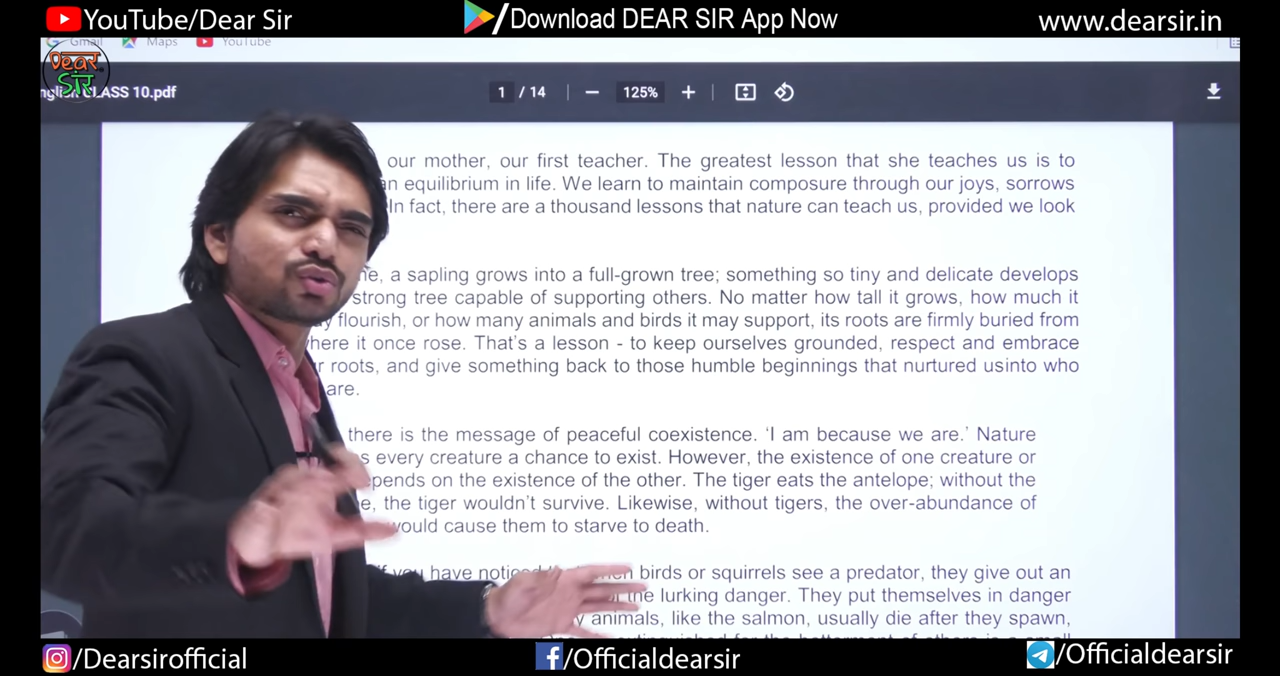 YouTube/Dear Sir
/Download DEAR SIR App Now
www.dearsir.in
Gmail Maps YouTube
Dear
सर
CLASS 10.pdf
1 / 14 125%
our mother, our first teacher. The greatest lesson that she teaches us is to
an equilibrium in life. We learn to maintain composure through our joys, sorrows
In fact, there are a thousand lessons that nature can teach us, provided we look
a sapling grows into a full-grown tree; something so tiny and delicate develops
strong tree capable of supporting others. No matter how tall it grows, how much it
flourish, or how many animals and birds it may support, its roots are firmly buried from
where it once rose. That's a lesson - to keep ourselves grounded, respect and embrace
roots, and give something back to those humble beginnings that nurtured usinto who
are.
there is the message of peaceful coexistence. ‘I am because we are.’ Nature
every creature a chance to exist. However, the existence of one creature or
depends on the existence of the other. The tiger eats the antelope; without the
the tiger wouldn't survive. Likewise, without tigers, the over-abundance of
would cause them to starve to death.
If you have noticed birds or squirrels see a predator, they give out an
the lurking danger. They put themselves in danger
animals, like the salmon, usually die after they spawn,
/Dearsirofficial
/Officialdearsir
/Officialdearsir